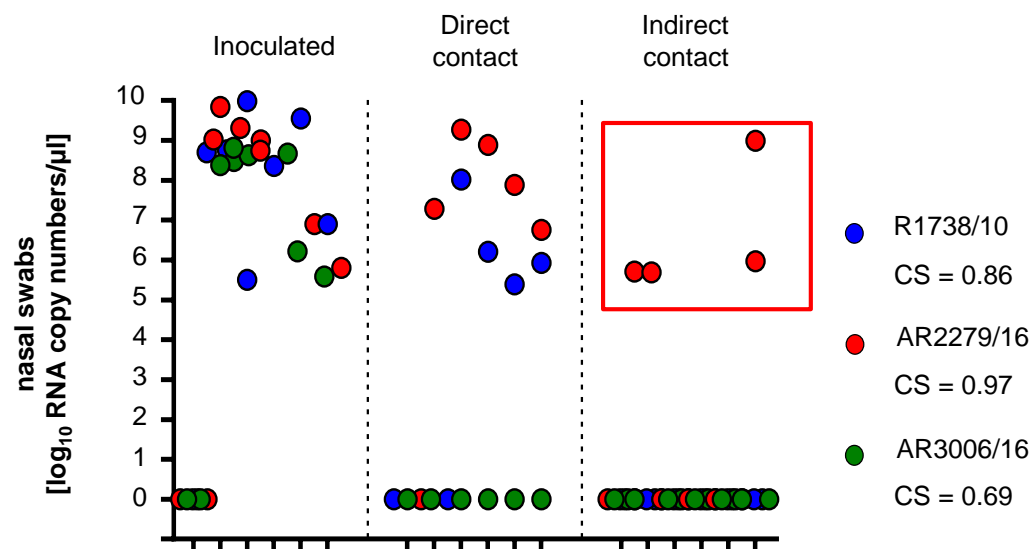 Inoculated
Direct
contact
Indirect
contact
nasal swabs
[log₁₀ RNA copy numbers/µl]
10
9
8
7
6
5
4
3
2
1
0
R1738/10
CS = 0.86
AR2279/16
CS = 0.97
AR3006/16
CS = 0.69